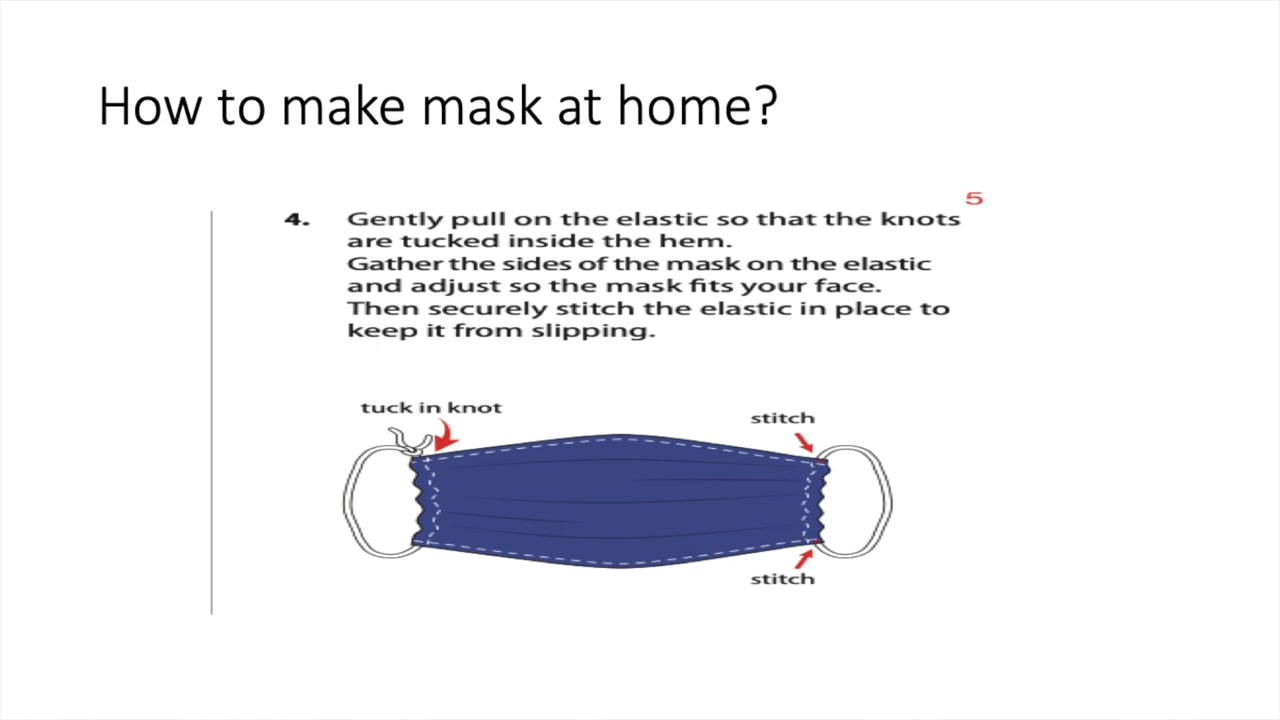 How to make mask at home?
5
4. Gently pull on the elastic so that the knots
are tucked inside the hem.
Gather the sides of the mask on the elastic
and adjust so the mask fits your face.
Then securely stitch the elastic in place to
keep it from slipping.
tuck in knot
stitch
stitch